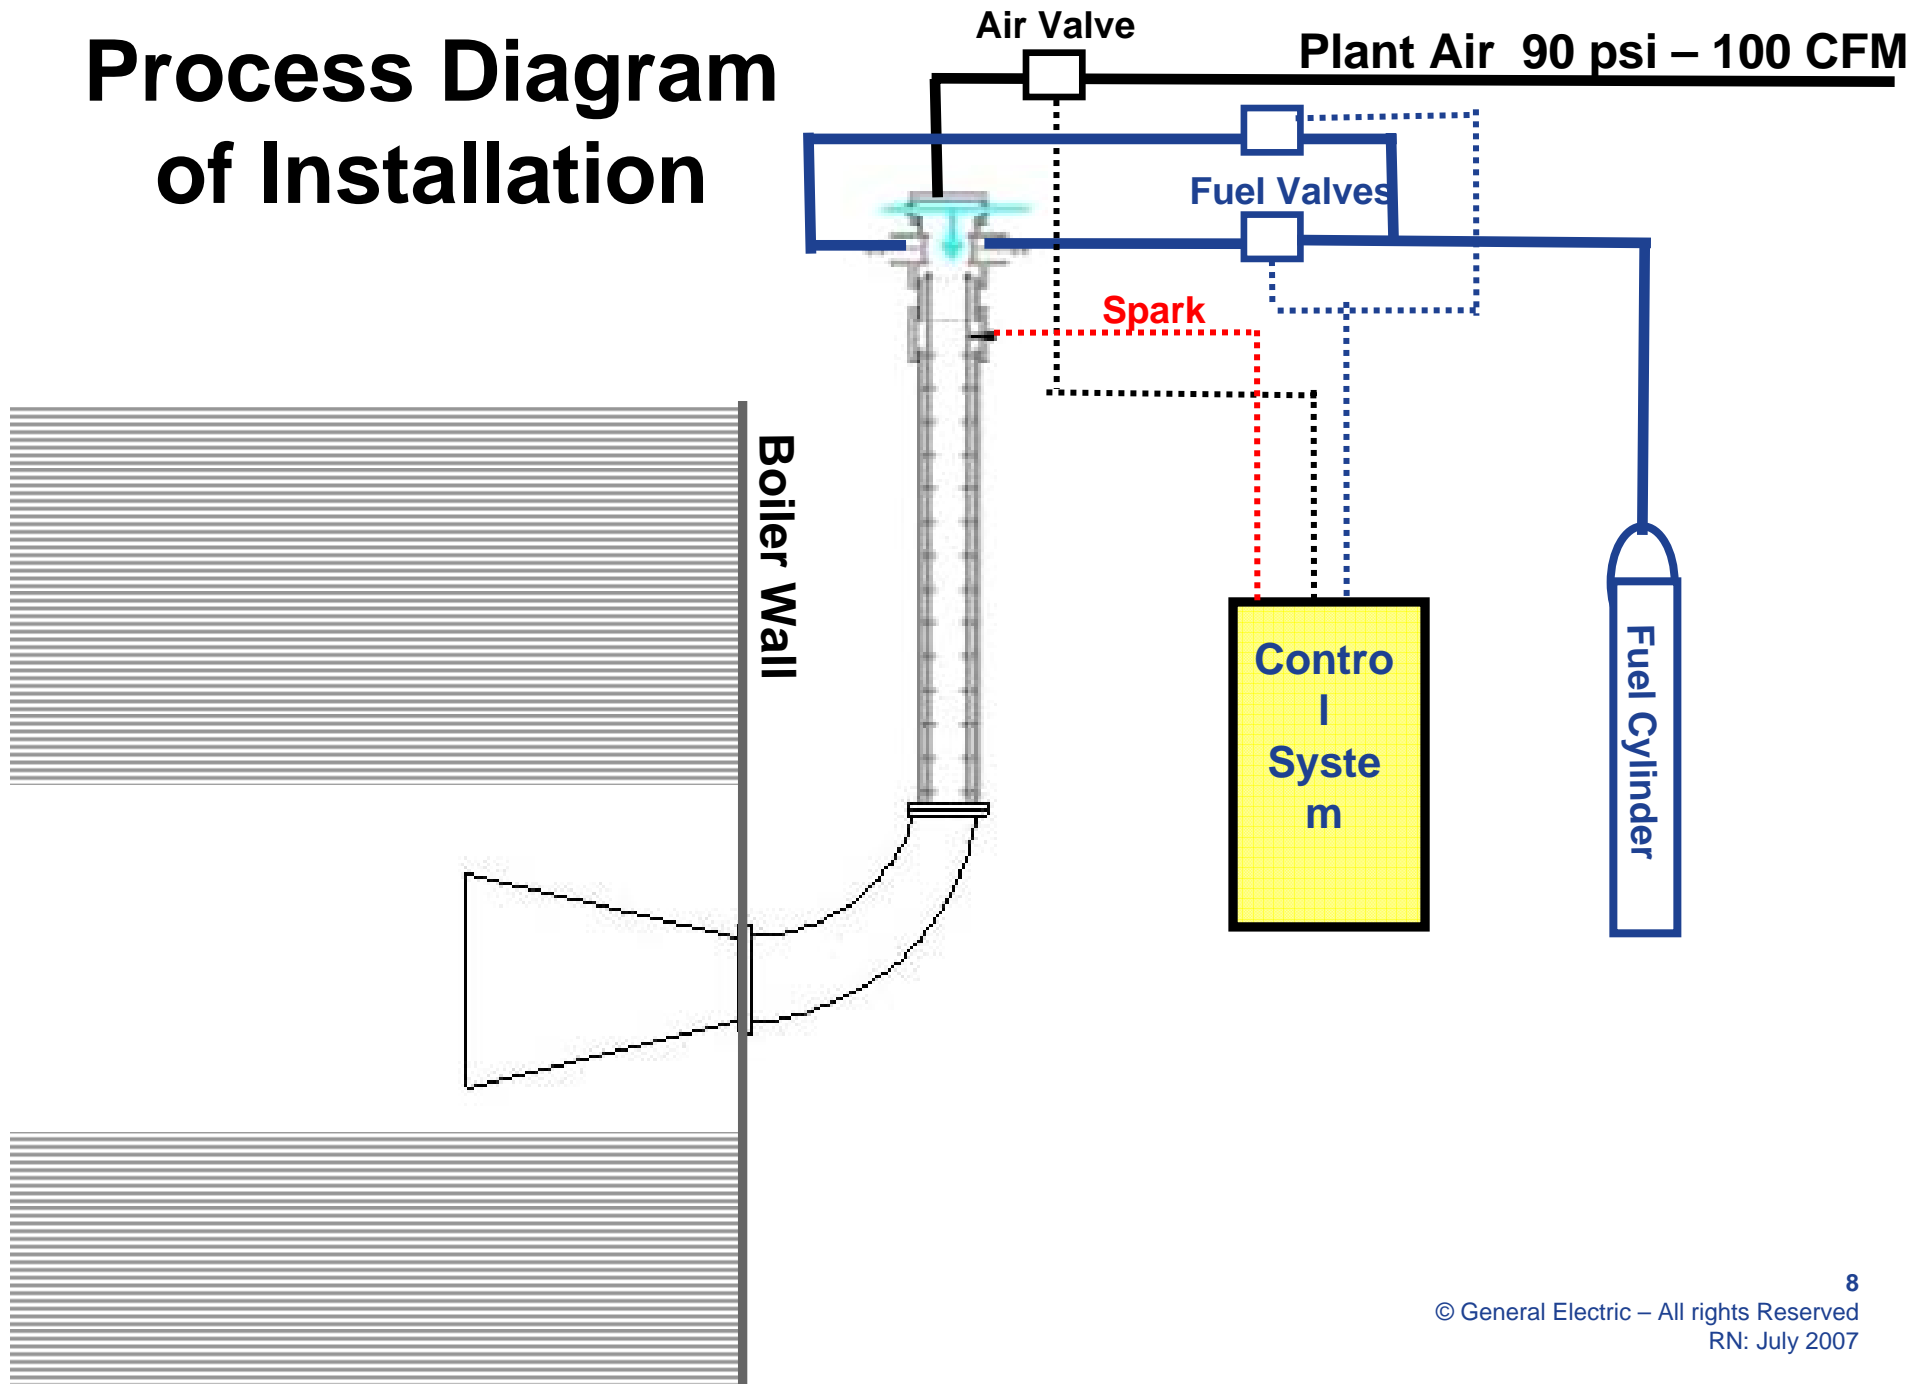 Process Diagram
of Installation
Air Valve
Plant Air 90 psi – 100 CFM
Fuel Valves
Spark
Boiler Wall
Contro
l
Syste
m
Fuel Cylinder
8
© General Electric – All rights Reserved
RN: July 2007